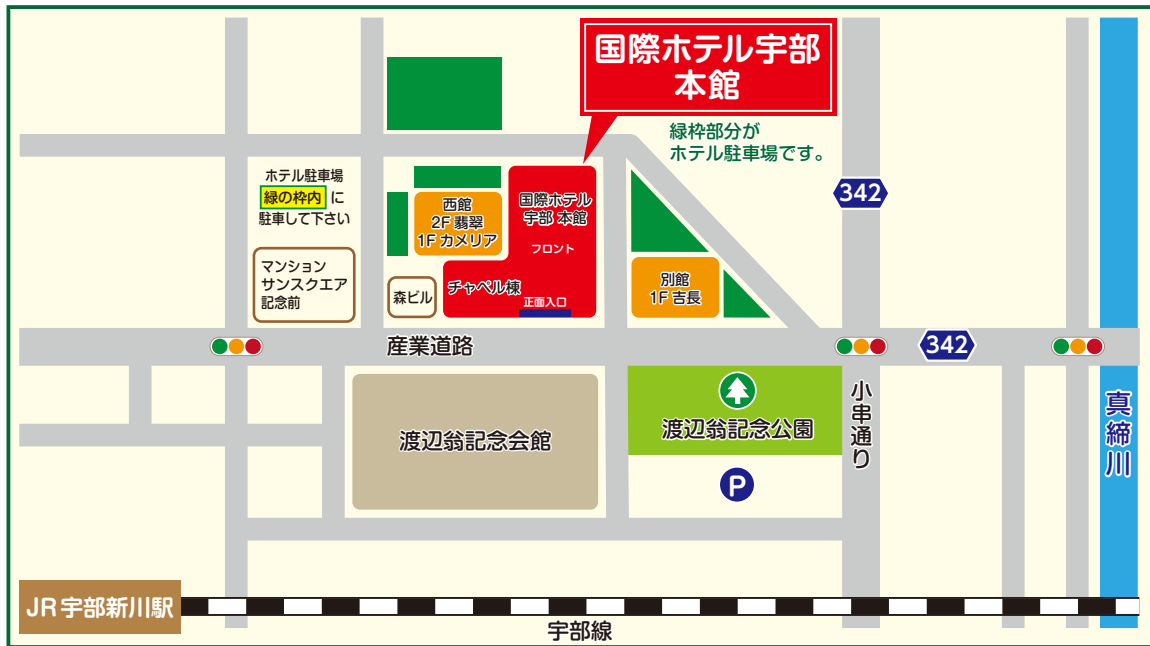 国際ホテル宇部
本館
緑枠部分が
ホテル駐車場です。
ホテル駐車場
緑の枠内 に
駐車して下さい
342
西館
2F 翡翠
1F カメリア
国際ホテル
宇部 本館
フロント
マンション
サンスクエア
記念前
森ビル
チャペル棟
正面入口
別館
1F 吉長
産業道路
342
渡辺翁記念会館
渡辺翁記念公園
P
小串通り
真締川
JR宇部新川駅
宇部線